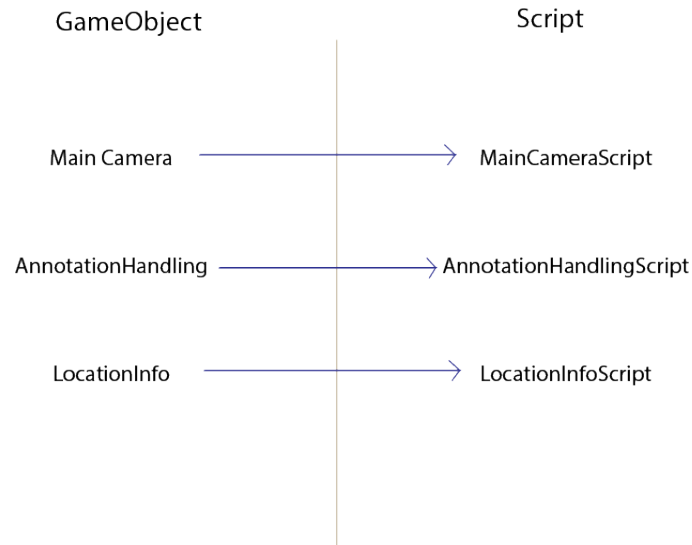 GameObject Script
Main Camera MainCameraScript
AnnotationHandling AnnotationHandlingScript
LocationInfo LocationInfoScript